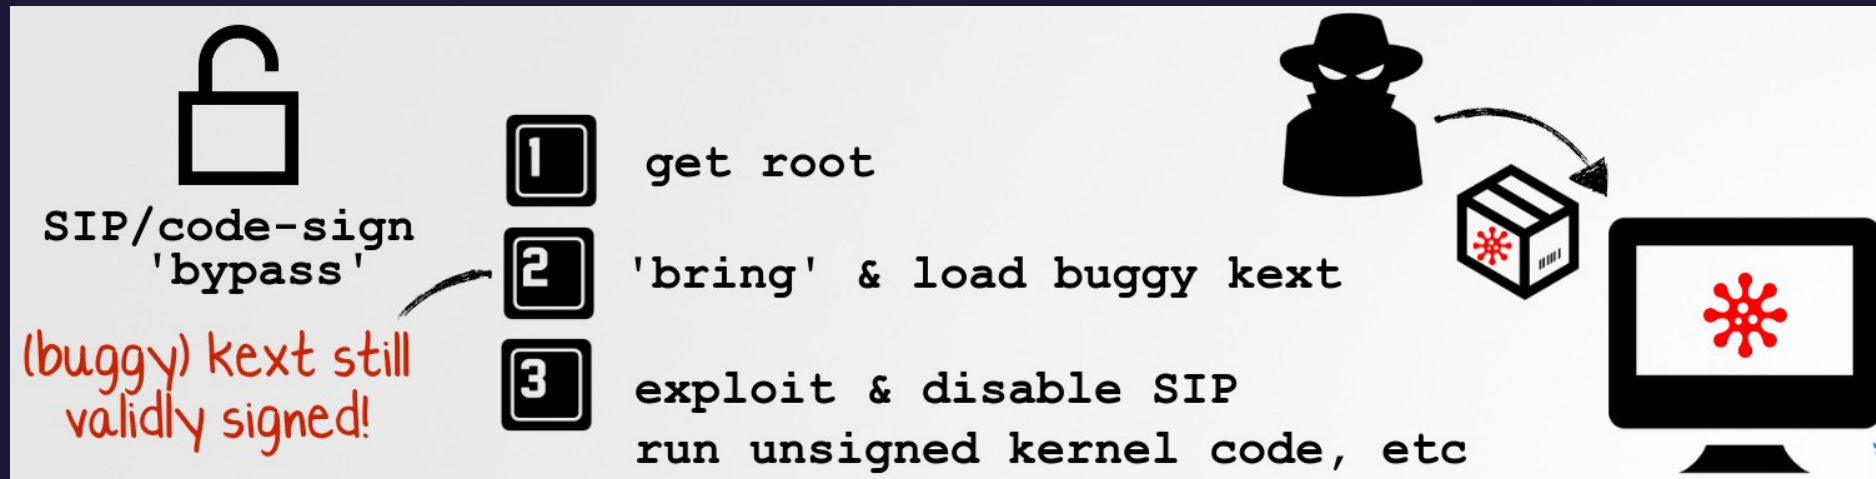 SIP/code-sign
'bypass'
(buggy) kext still
validly signed!
1 get root
2 'bring' & load buggy kext
3 exploit & disable SIP
run unsigned kernel code, etc